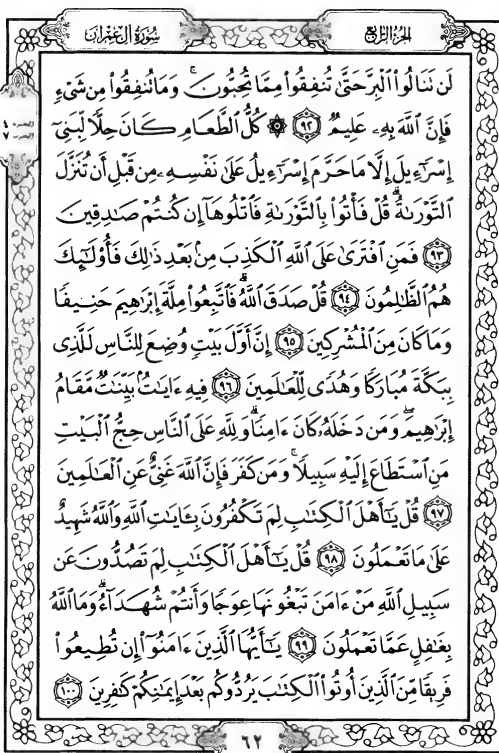 سُورَةُ آلِ عِمْرَان
الجُزْءُ الرَّابِعُ
لَن تَنَالُوا۟ ٱلْبِرَّ حَتَّىٰ تُنفِقُوا۟ مِمَّا تُحِبُّونَ ۚ وَمَا تُنفِقُوا۟ مِن شَىْءٍ
فَإِنَّ ٱللَّهَ بِهِۦ عَلِيمٌ ٩٢ ۞ كُلُّ ٱلطَّعَامِ كَانَ حِلًّا لِّبَنِىٓ
إِسْرَٰٓءِيلَ إِلَّا مَا حَرَّمَ إِسْرَٰٓءِيلُ عَلَىٰ نَفْسِهِۦ مِن قَبْلِ أَن تُنَزَّلَ
ٱلتَّوْرَىٰةُ ۗ قُلْ فَأْتُوا۟ بِٱلتَّوْرَىٰةِ فَٱتْلُوهَآ إِن كُنتُمْ صَٰدِقِينَ
٩٣ فَمَنِ ٱفْتَرَىٰ عَلَى ٱللَّهِ ٱلْكَذِبَ مِنۢ بَعْدِ ذَٰلِكَ فَأُو۟لَٰٓئِكَ
هُمُ ٱلظَّٰلِمُونَ ٩٤ قُلْ صَدَقَ ٱللَّهُ ۗ فَٱتَّبِعُوا۟ مِلَّةَ إِبْرَٰهِيمَ حَنِيفًا
وَمَا كَانَ مِنَ ٱلْمُشْرِكِينَ ٩٥ إِنَّ أَوَّلَ بَيْتٍ وُضِعَ لِلنَّاسِ لَلَّذِى
بِبَكَّةَ مُبَارَكًا وَهُدًى لِّلْعَٰلَمِينَ ٩٦ فِيهِ ءَايَٰتٌۢ بَيِّنَٰتٌ مَّقَامُ
إِبْرَٰهِيمَ ۖ وَمَن دَخَلَهُۥ كَانَ ءَامِنًا ۗ وَلِلَّهِ عَلَى ٱلنَّاسِ حِجُّ ٱلْبَيْتِ
مَنِ ٱسْتَطَاعَ إِلَيْهِ سَبِيلًا ۚ وَمَن كَفَرَ فَإِنَّ ٱللَّهَ غَنِىٌّ عَنِ ٱلْعَٰلَمِينَ
٩٧ قُلْ يَٰٓأَهْلَ ٱلْكِتَٰبِ لِمَ تَكْفُرُونَ بِـَٔايَٰتِ ٱللَّهِ وَٱللَّهُ شَهِيدٌ
عَلَىٰ مَا تَعْمَلُونَ ٩٨ قُلْ يَٰٓأَهْلَ ٱلْكِتَٰبِ لِمَ تَصُدُّونَ عَن
سَبِيلِ ٱللَّهِ مَنْ ءَامَنَ تَبْغُونَهَا عِوَجًا وَأَنتُمْ شُهَدَآءُ ۗ وَمَا ٱللَّهُ
بِغَٰفِلٍ عَمَّا تَعْمَلُونَ ٩٩ يَٰٓأَيُّهَا ٱلَّذِينَ ءَامَنُوٓا۟ إِن تُطِيعُوا۟
فَرِيقًا مِّنَ ٱلَّذِينَ أُوتُوا۟ ٱلْكِتَٰبَ يَرُدُّوكُم بَعْدَ إِيمَٰنِكُمْ كَٰفِرِينَ ١٠٠
٦٢